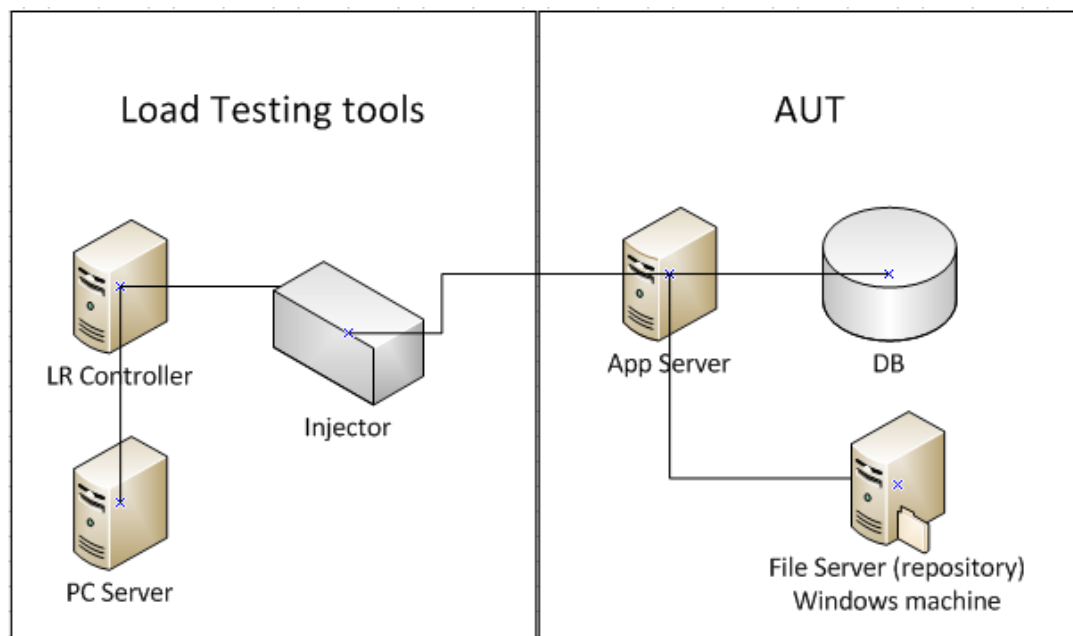 Load Testing tools
AUT
LR Controller
Injector
App Server
DB
PC Server
File Server (repository)
Windows machine